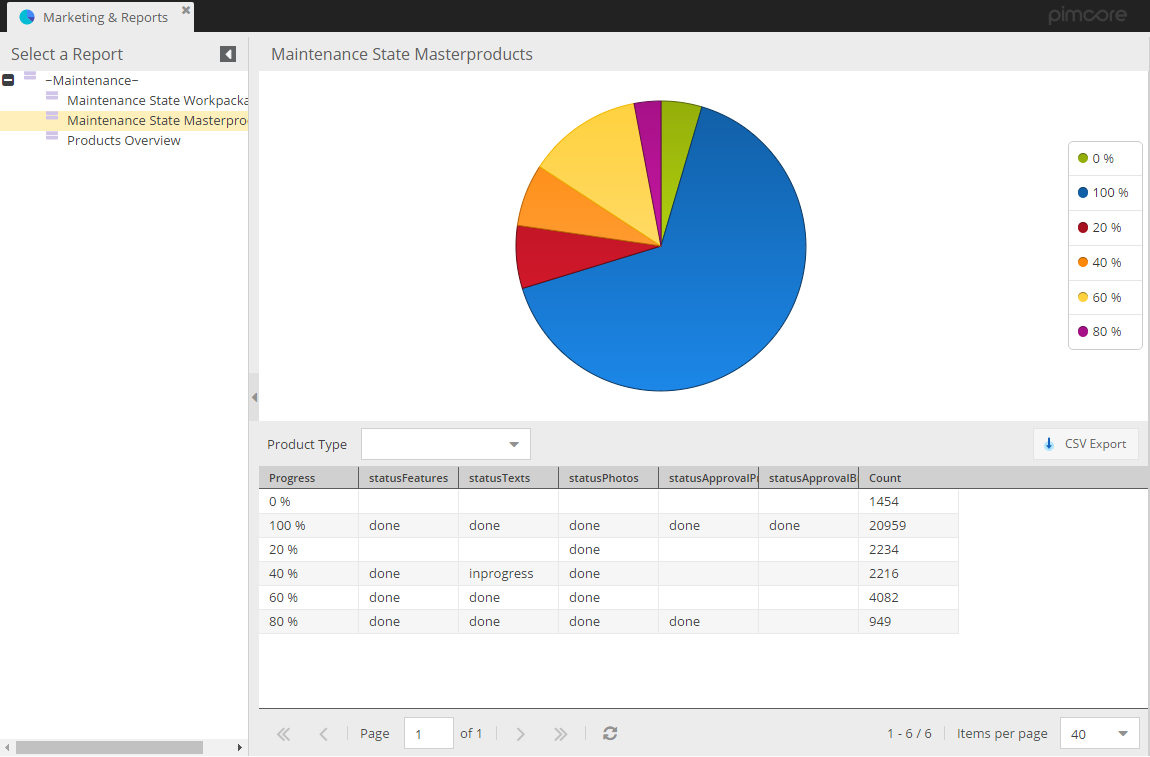 Marketing & Reports
pimcore
Select a Report
Maintenance State Masterproducts
~Maintenance~
Maintenance State Workpacka
Maintenance State Masterpro
Products Overview
0 %
100 %
20 %
40 %
60 %
80 %
Product Type
CSV Export
Progress statusFeatures statusTexts statusPhotos statusApprovalPr statusApprovalB Count
0 % 1454
100 % done done done done done 20959
20 % done 2234
40 % done inprogress done 2216
60 % done done done 4082
80 % done done done done 949
Page 1 of 1 1 - 6 / 6 Items per page 40